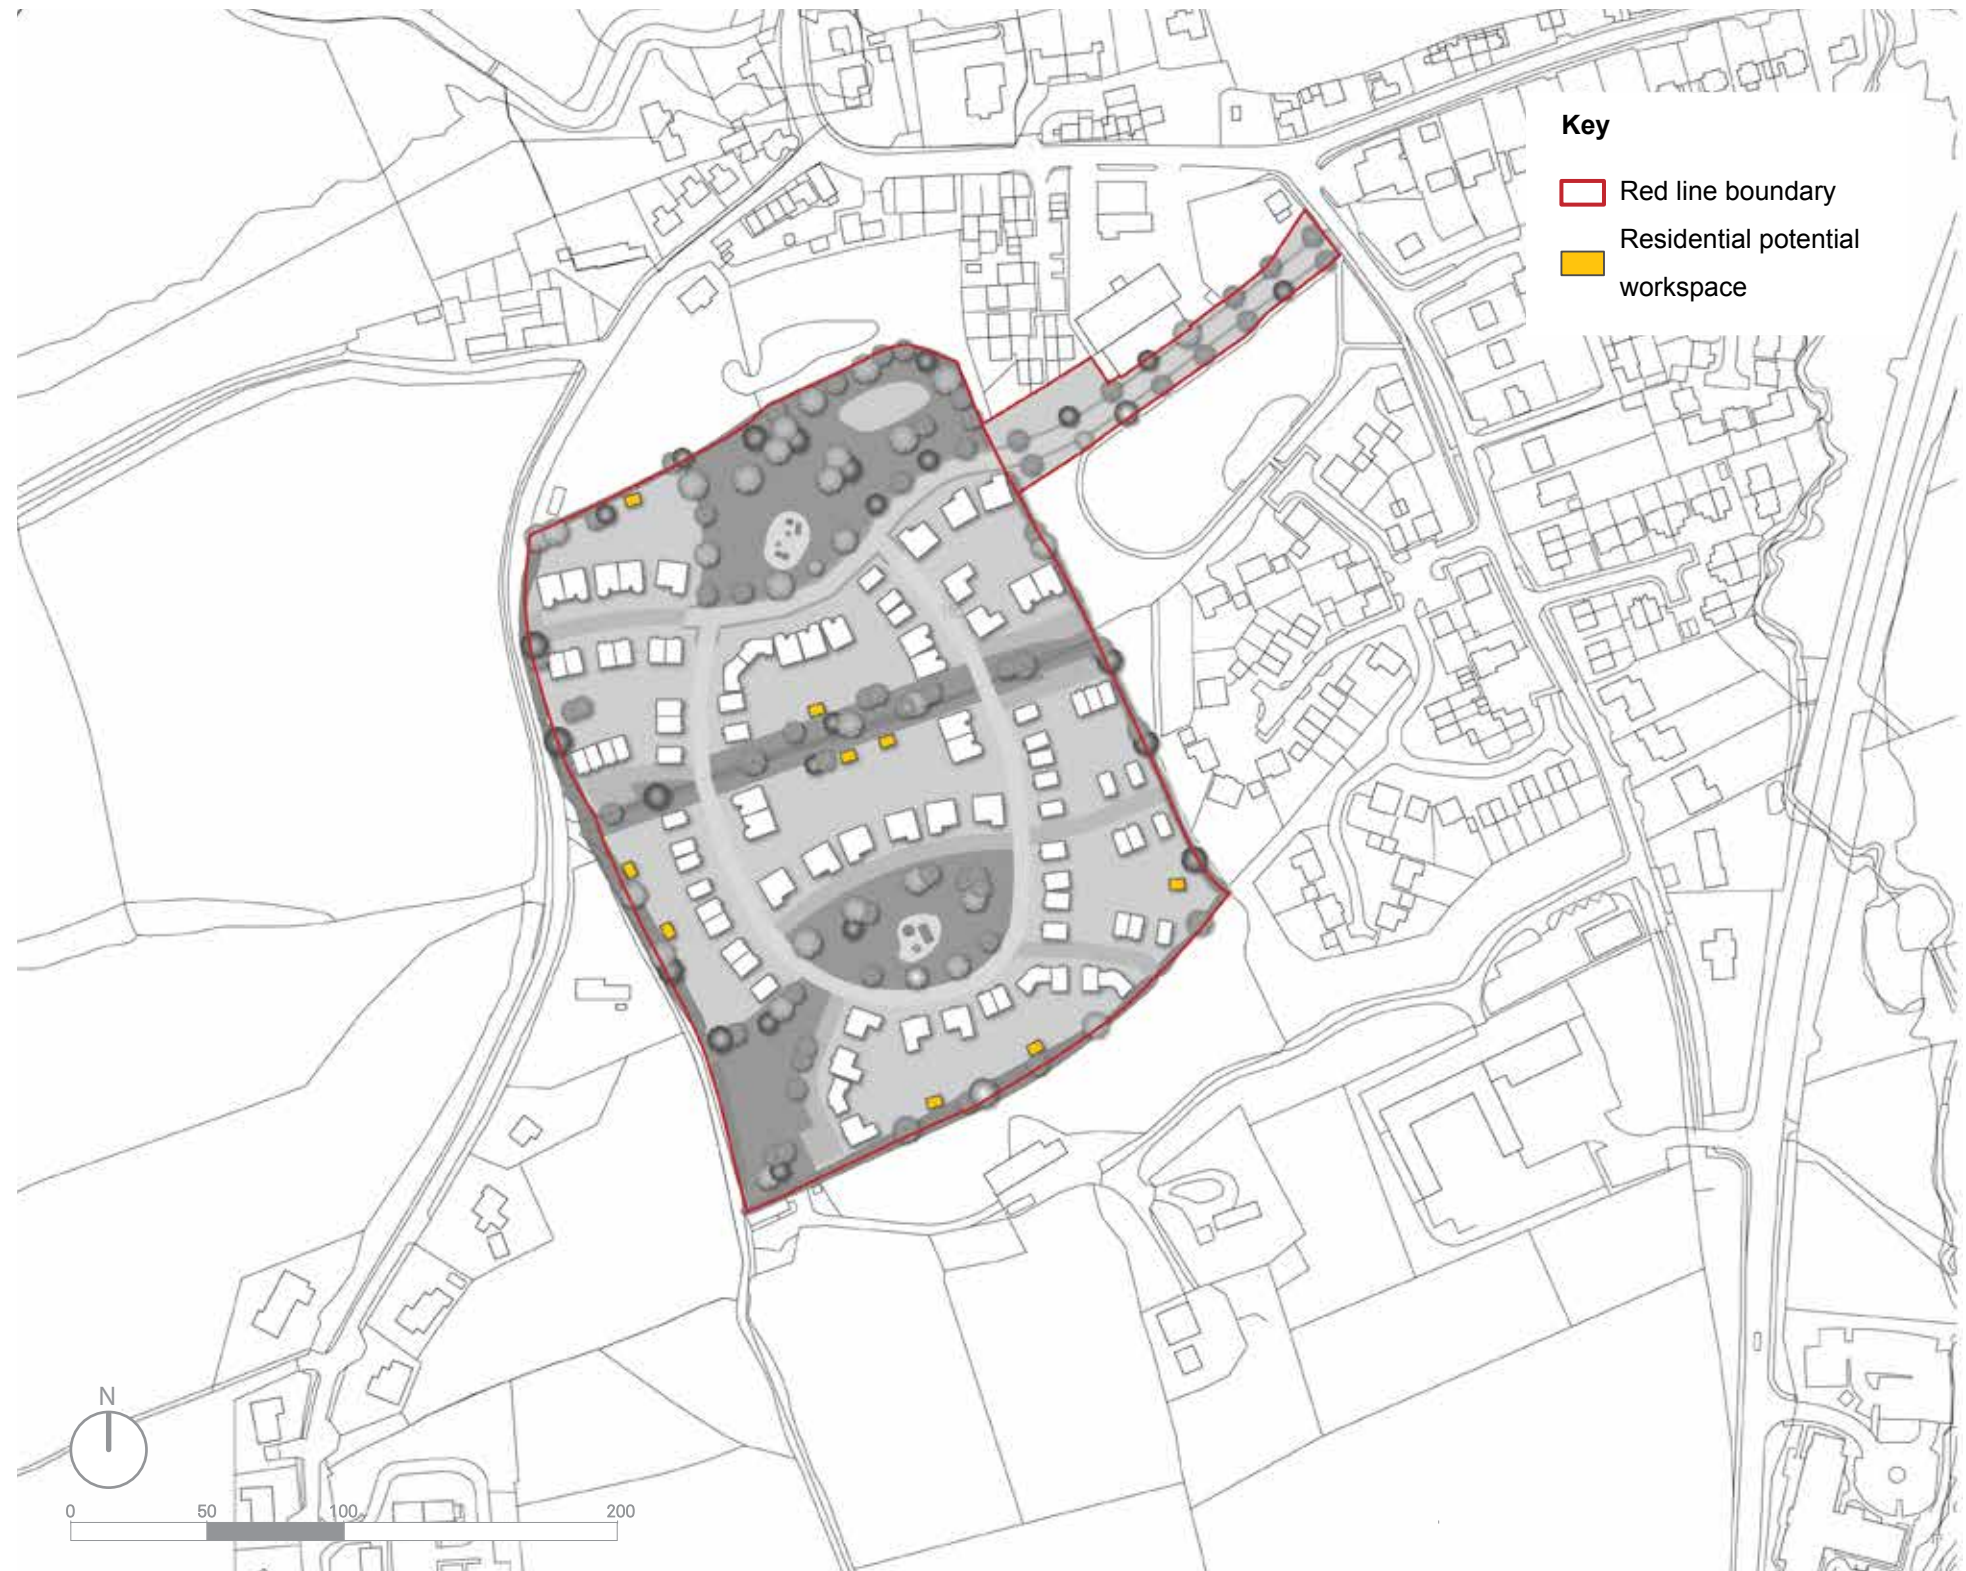 Key
Red line boundary
Residential potential
workspace
N
0 50 100 200